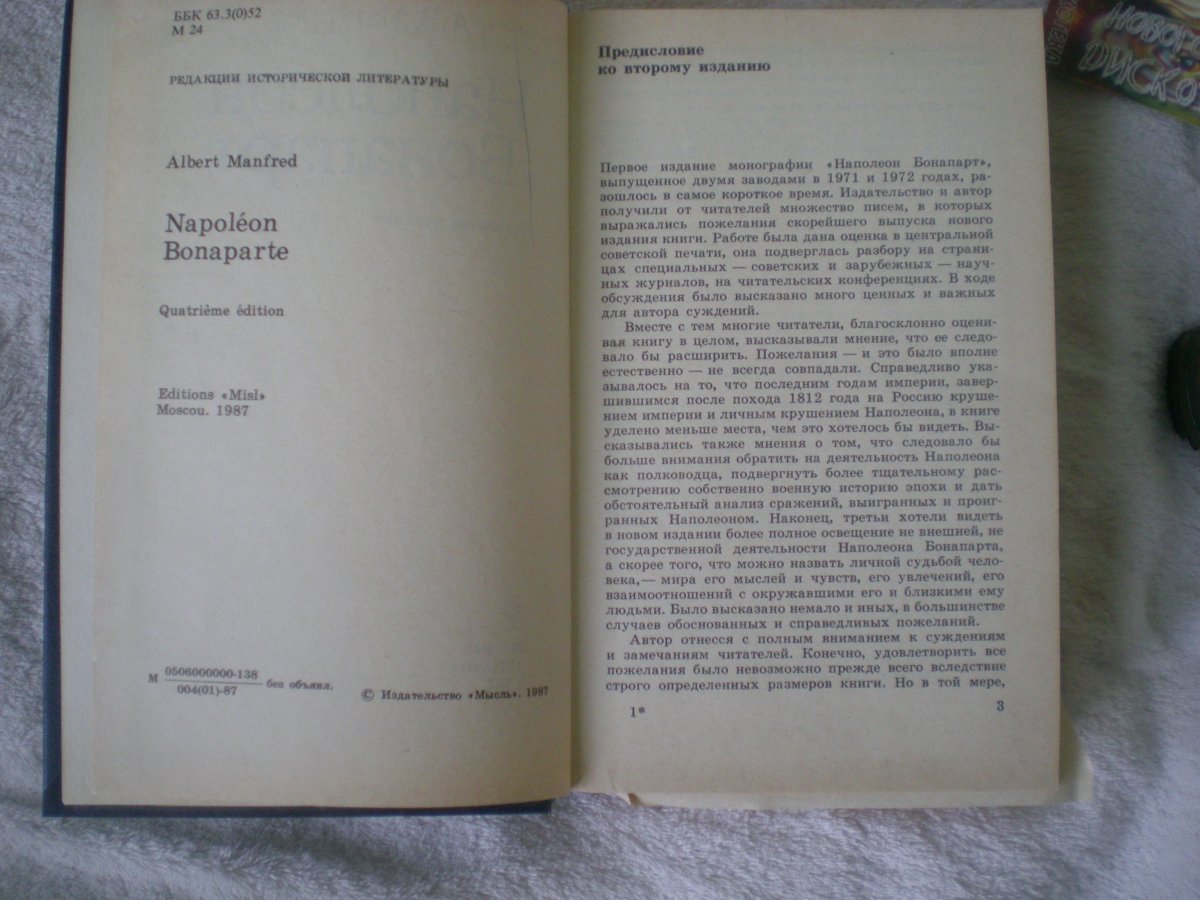 ББК 63.3(0)52
М 24
РЕДАКЦИИ ИСТОРИЧЕСКОЙ ЛИТЕРАТУРЫ
Albert Manfred
Napoléon
Bonaparte
Quatrième édition
Editions «Misl»
Moscou. 1987
М 0506000000-138 без объявл.
004(01)-87
© Издательство «Мысль». 1987
Предисловие
ко второму изданию
Первое издание монографии «Наполеон Бонапарт»,
выпущенное двумя заводами в 1971 и 1972 годах, ра-
зошлось в самое короткое время. Издательство и автор
получили от читателей множество писем, в которых
выражались пожелания скорейшего выпуска нового
издания книги. Работе была дана оценка в центральной
советской печати, она подверглась разбору на страни-
цах специальных — советских и зарубежных — науч-
ных журналов, на читательских конференциях. В ходе
обсуждения было высказано много ценных и важных
для автора суждений.
Вместе с тем многие читатели, благосклонно оцени-
вая книгу в целом, высказывали мнение, что ее следо-
вало бы расширить. Пожелания — и это было вполне
естественно — не всегда совпадали. Справедливо ука-
зывалось на то, что последним годам империи, завер-
шившимся после похода 1812 года на Россию круше-
нием империи и личным крушением Наполеона, в книге
уделено меньше места, чем это хотелось бы видеть. Вы-
сказывались также мнения о том, что следовало бы
больше внимания обратить на деятельность Наполеона
как полководца, подвергнуть более тщательному рас-
смотрению собственно военную историю эпохи и дать
обстоятельный анализ сражений, выигранных и проиг-
ранных Наполеоном. Наконец, третьи хотели видеть
в новом издании более полное освещение не внешней, не
государственной деятельности Наполеона Бонапарта,
а скорее того, что можно назвать личной судьбой чело-
века,— мира его мыслей и чувств, его увлечений, его
взаимоотношений с окружавшими его и близкими ему
людьми. Было высказано немало и иных, в большинстве
случаев обоснованных и справедливых пожеланий.
Автор отнесся с полным вниманием к суждениям
и замечаниям читателей. Конечно, удовлетворить все
пожелания было невозможно прежде всего вследствие
строго определенных размеров книги. Но в той мере,
1*
3